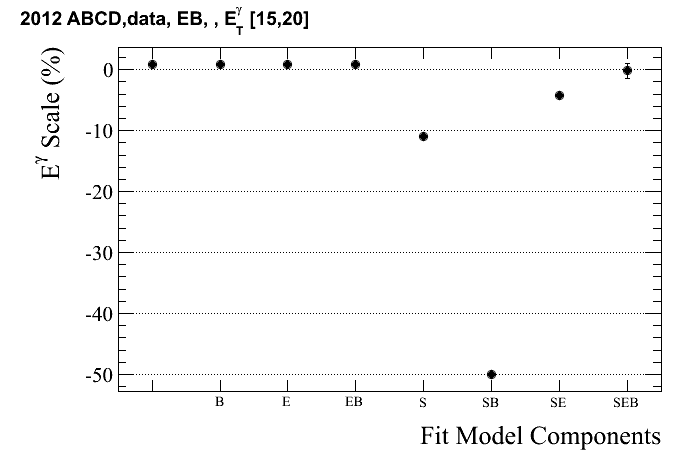 2012 ABCD,data, EB, , E_T^γ [15,20]
E^γ Scale (%)
0
-10
-20
-30
-40
-50
B E EB S SB SE SEB
Fit Model Components